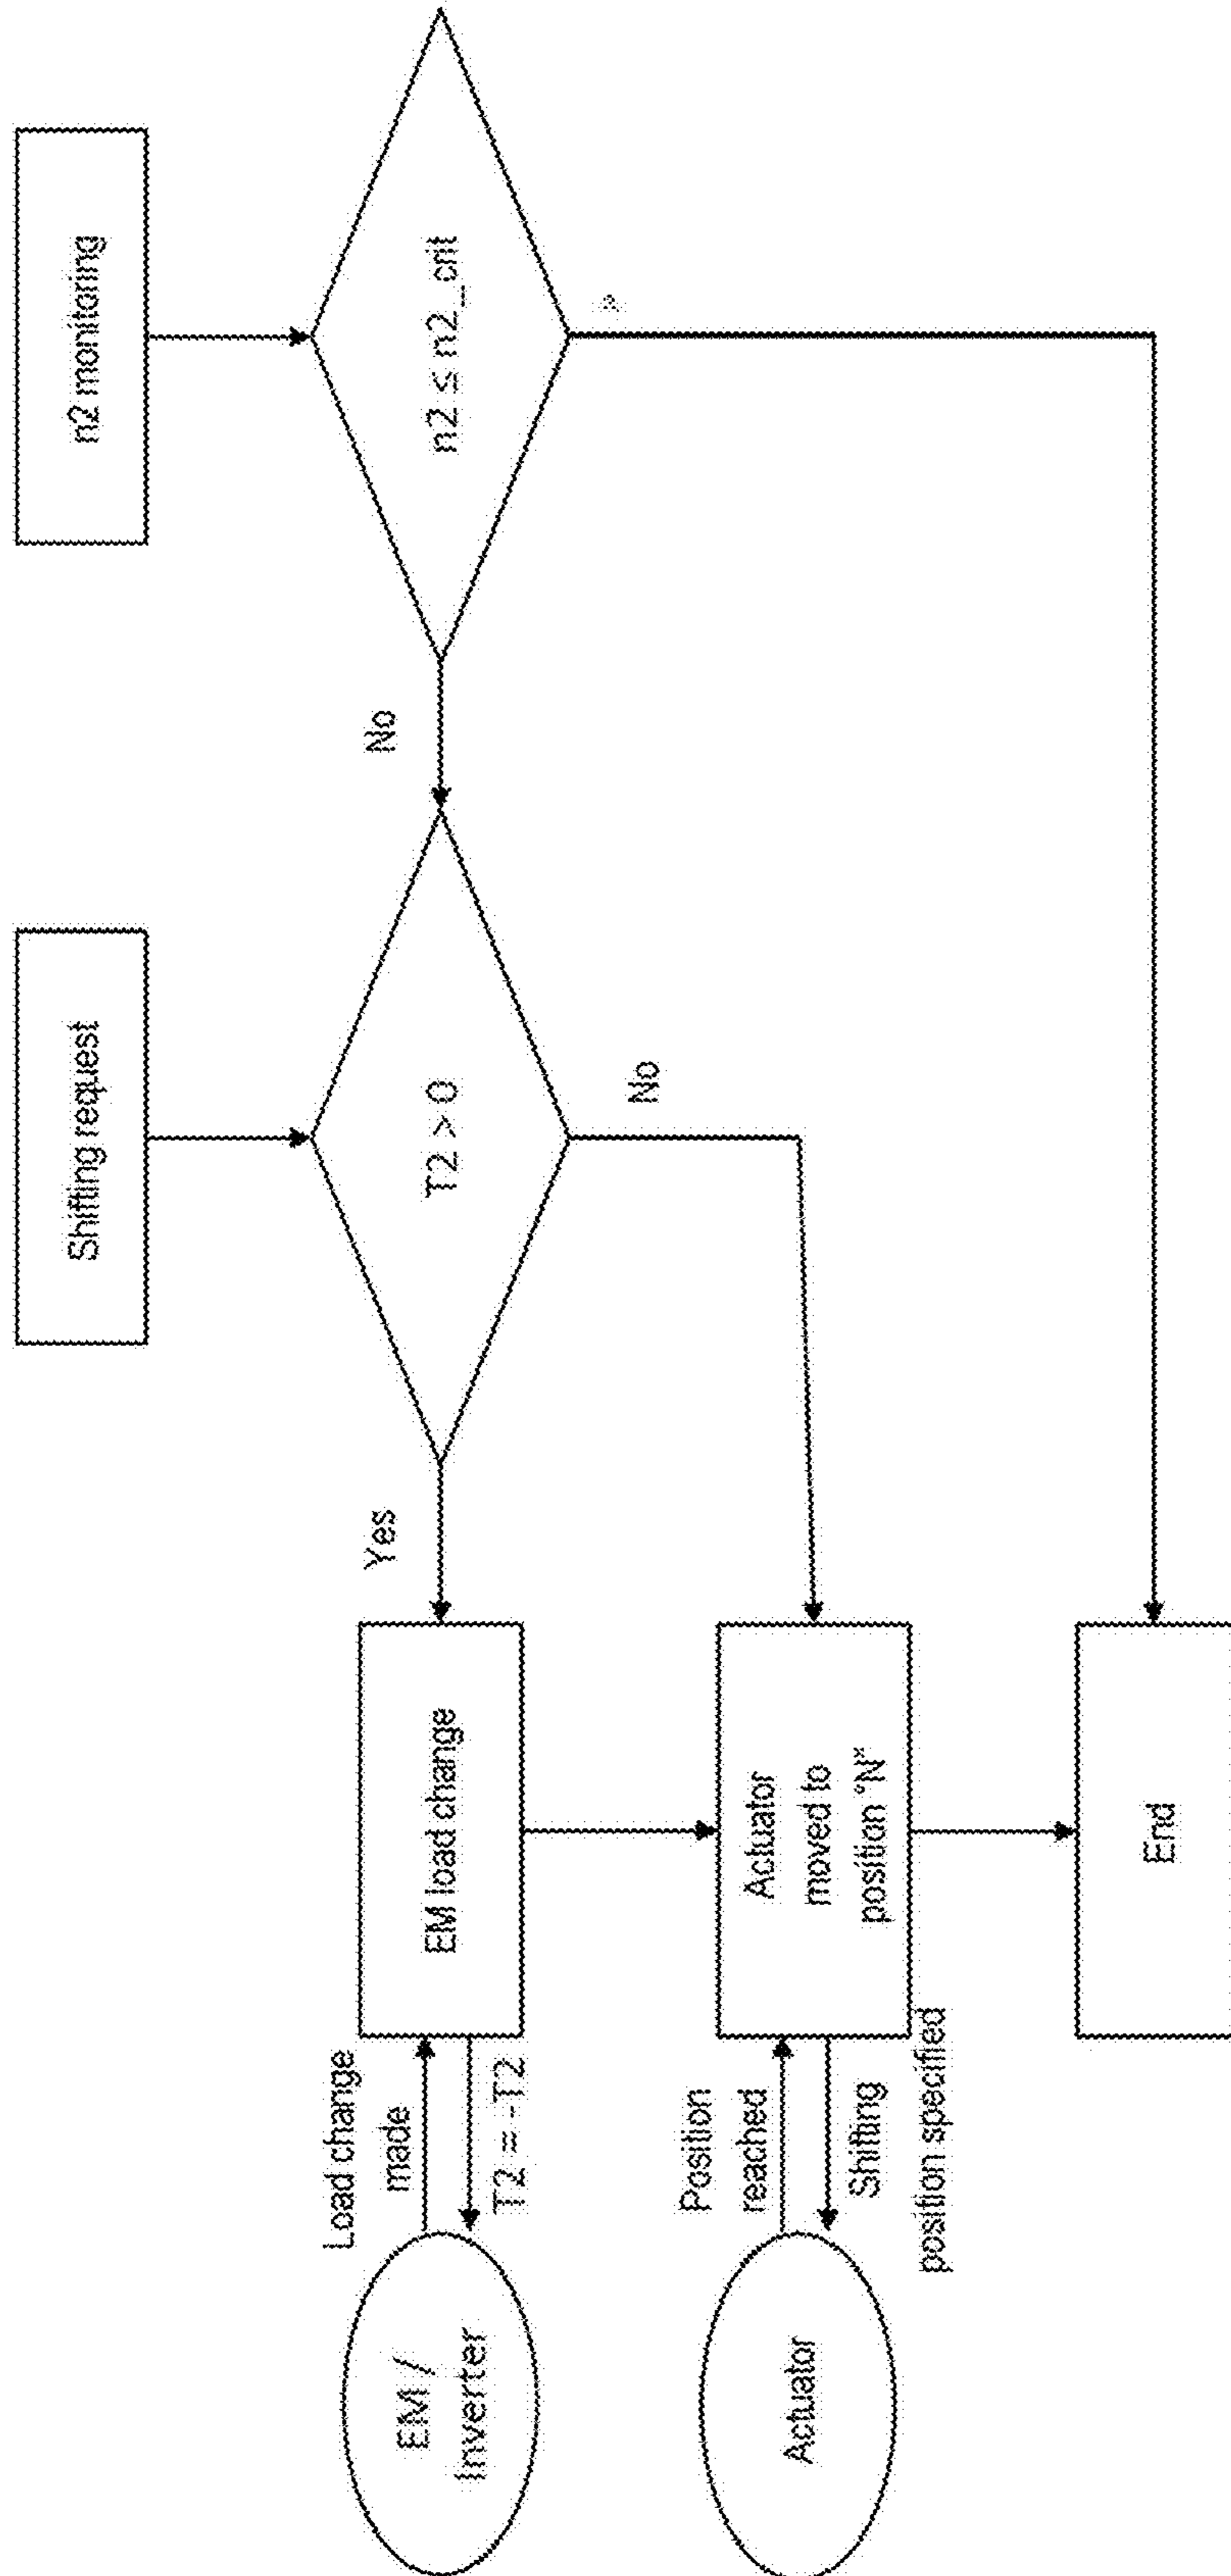 Shifting request
n2 monitoring
EM /
Inverter
Load change
made
T2 = -T2
EM load change
Yes
T2 > 0
No
n2 ≤ n2_crit
No
Actuator
Position
reached
Shifting
position specified
Actuator
moved to
position "N"
End